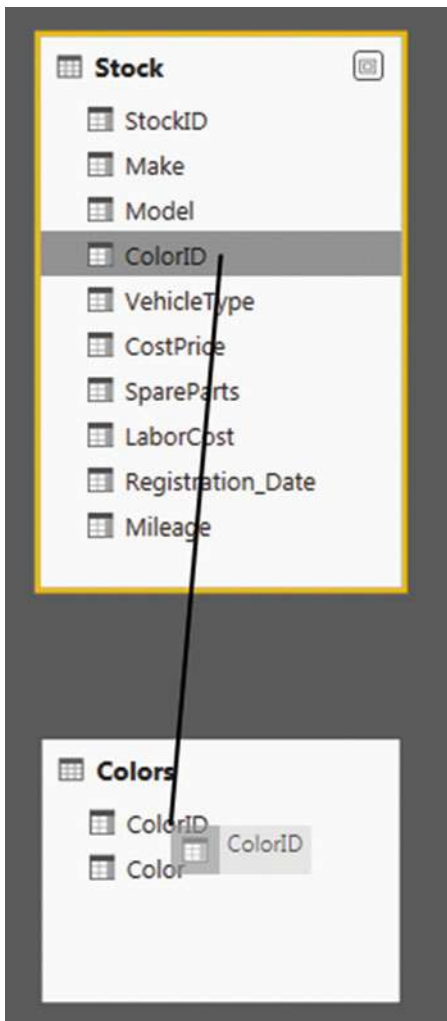 Stock
StockID
Make
Model
ColorID
VehicleType
CostPrice
SpareParts
LaborCost
Registration_Date
Mileage
Colors
ColorID
ColorID
Color